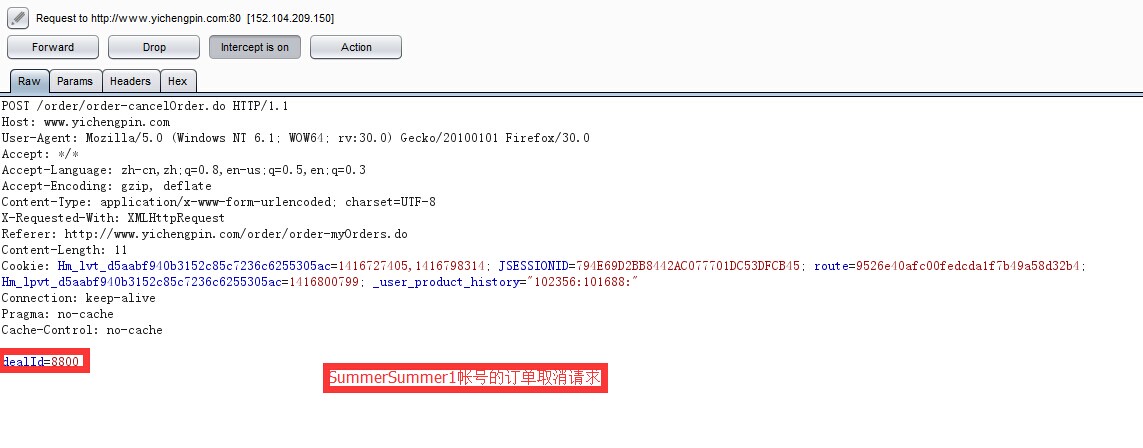 Request to http://www.yichengpin.com:80 [152.104.209.150]
Forward Drop Intercept is on Action
Raw Params Headers Hex
POST /order/order-cancelOrder.do HTTP/1.1
Host: www.yichengpin.com
User-Agent: Mozilla/5.0 (Windows NT 6.1; WOW64; rv:30.0) Gecko/20100101 Firefox/30.0
Accept: */*
Accept-Language: zh-cn,zh;q=0.8,en-us;q=0.5,en;q=0.3
Accept-Encoding: gzip, deflate
Content-Type: application/x-www-form-urlencoded; charset=UTF-8
X-Requested-With: XMLHttpRequest
Referer: http://www.yichengpin.com/order/order-myOrders.do
Content-Length: 11
Cookie: Hm_lvt_d5aabf940b3152c85c7236c6255305ac=1416727405,1416798314; JSESSIONID=794E69D2BB8442AC077701DC53DFCB45; route=9526e40afc00fedcda1f7b49a58d32b4;
Hm_lpvt_d5aabf940b3152c85c7236c6255305ac=1416800799; _user_product_history="102356:101688:"
Connection: keep-alive
Pragma: no-cache
Cache-Control: no-cache
dealId=8800
SummerSummer1帐号的订单取消请求